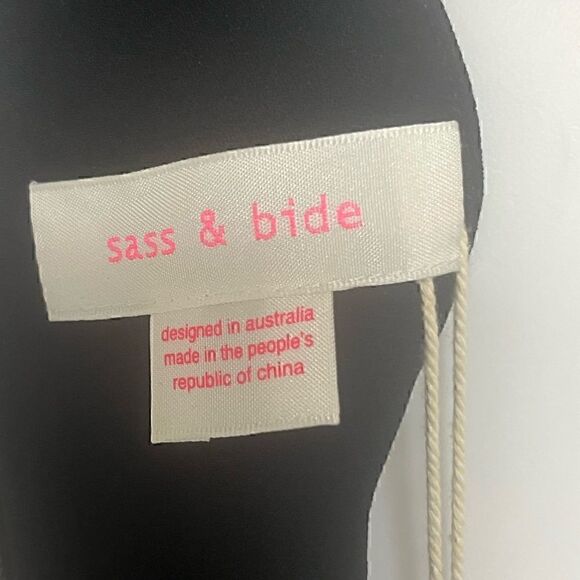 sass & bide
designed in australia
made in the people's
republic of china